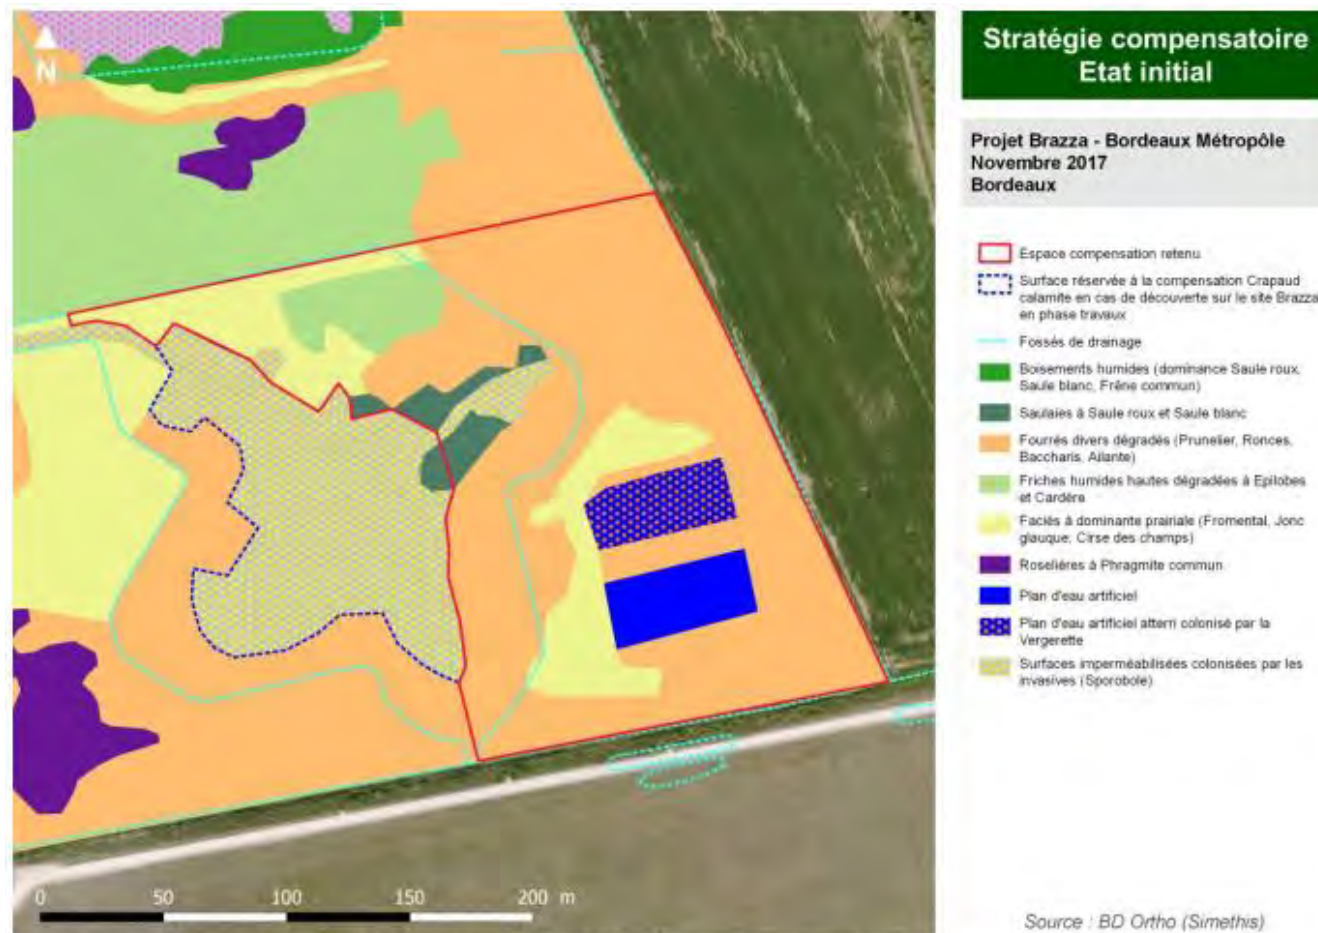 N
0 50 100 150 200 m
Stratégie compensatoire
Etat initial
Projet Brazza - Bordeaux Métropôle
Novembre 2017
Bordeaux
Espace compensation retenu
Surface réservée à la compensation Crapaud
calamite en cas de découverte sur le site Brazza
en phase travaux
Fossés de drainage
Boisements humides (dominance Saule roux,
Saule blanc, Frêne commun)
Saulaies à Saule roux et Saule blanc
Fourrés divers dégradés (Prunelier, Ronces,
Baccharis, Ailante)
Friches humides hautes dégradées à Epilobes
et Cardère
Faciès à dominante prairiale (Fromental, Jonc
glauque, Cirse des champs)
Roselières à Phragmite commun
Plan d'eau artificiel
Plan d'eau artificiel atterri colonisé par la
Vergerette
Surfaces imperméabilisées colonisées par les
invasives (Sporobole)
Source : BD Ortho (Simethis)